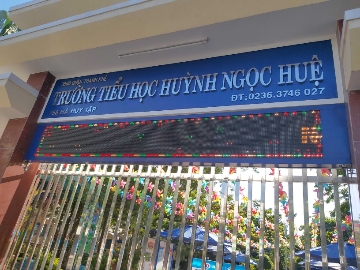 TRƯỜNG TIỂU HỌC HUỲNH NGỌC HUỆ
ĐT: 0236.3746 027